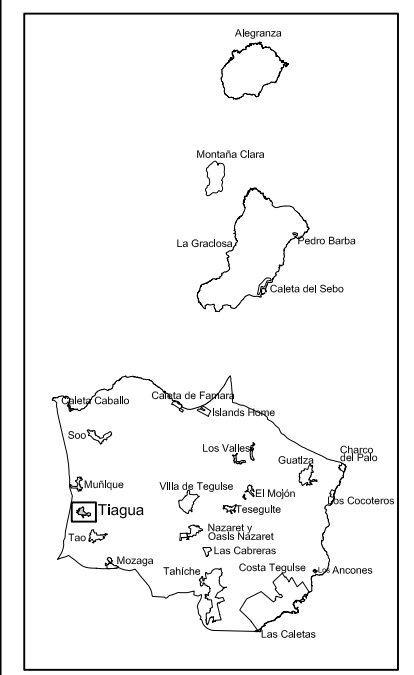 Alegranza
Montaña Clara
La Graciosa
Pedro Barba
Caleta del Sebo
Caleta Caballo
Caleta de Famara
Islands Home
Soo
Los Valles
Guatiza
Charco
del Palo
Muñique
Villa de Teguise
El Mojón
Los Cocoteros
Tiagua
Teseguite
Tao
Nazaret y
Oasis Nazaret
Las Cabreras
Mozaga
Tahíche
Costa Teguise
Los Ancones
Las Caletas